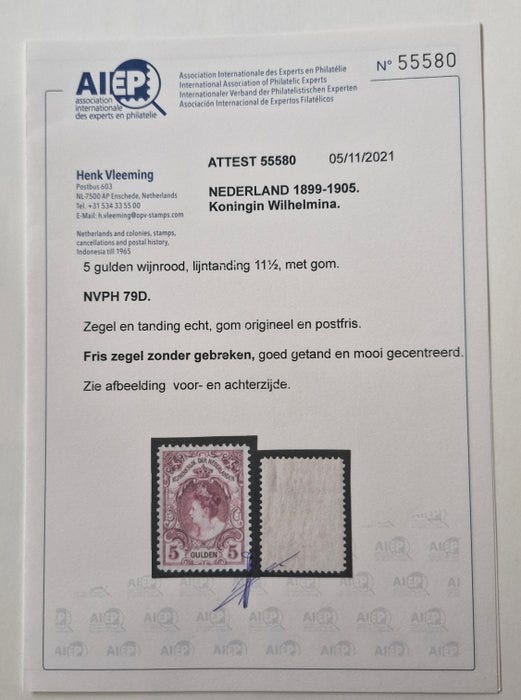 AIEP
association
internationale
des experts en philatélie
Association Internationale des Experts en Philatélie
International Association of Philatelic Experts
Internationaler Verband der Philatelistischen Experten
Asociación Internacional de Expertos Filatélicos
N° 55580
Henk Vleeming
Postbus 603
NL-7500 AP Enschede, Netherlands
Tel. +31 534 33 55 00
E-Mail: h.vleeming@opv-stamps.com
Netherlands and colonies, stamps,
cancellations and postal history,
Indonesia till 1965
ATTEST 55580 05/11/2021
NEDERLAND 1899-1905.
Koningin Wilhelmina.
5 gulden wijnrood, lijntanding 11½, met gom.
NVPH 79D.
Zegel en tanding echt, gom origineel en postfris.
Fris zegel zonder gebreken, goed getand en mooi gecentreerd.
Zie afbeelding voor- en achterzijde.
KONINKRIJK DER NEDERLANDEN
5 GULDEN 5